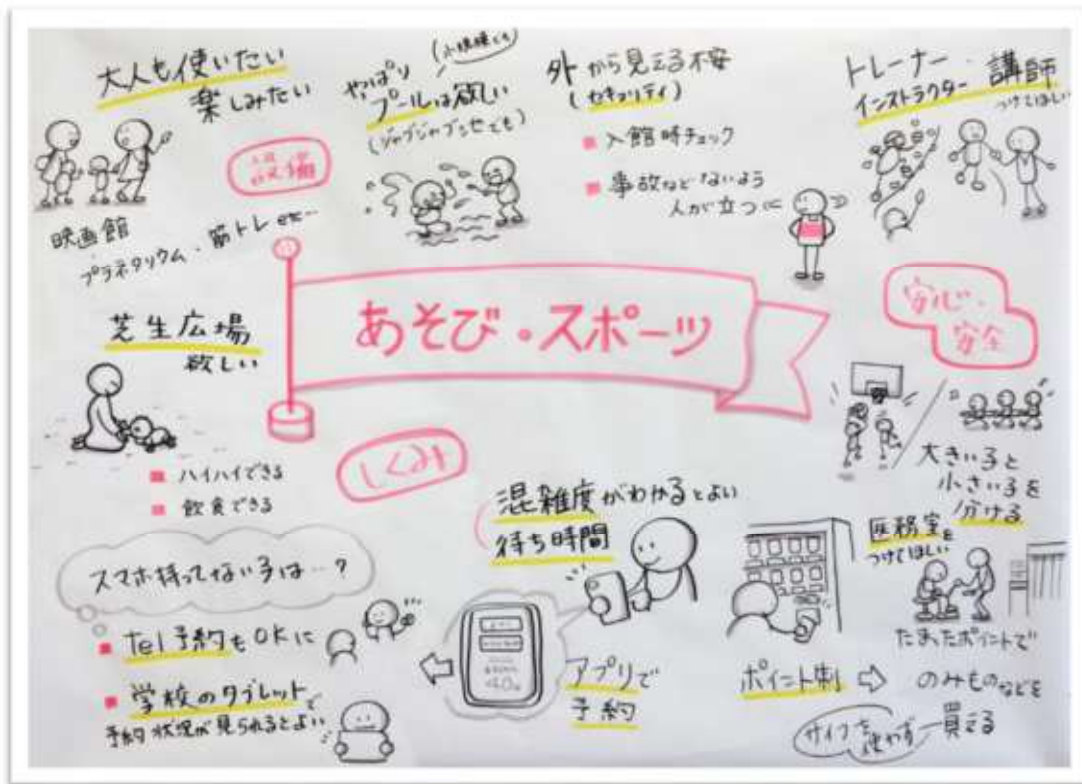 大人も使いたい
楽しみたい
映画館
プラネタリウム・筋トレ etc…
設備
やっぱり
プールは欲しい
(ジャブジャブ池でも)
外から見える不安
(セキュリティ)
入館時チェック
事故などないよう
人が立つ
トレーナー・
インストラクター・講師
つけてほしい
あそび・スポーツ
安心・
安全
芝生広場
欲しい
ハイハイできる
飲食できる
しくみ
大きい子と
小さい子を
分ける
医務室を
つけてほしい
混雑度がわかるとよい
待ち時間
スマホ持ってない子は…?
tel予約もOKに
学校のタブレットで
予約状況が見られるとよい
アプリで
予約
ポイント制
たまったポイントで
のみものなどを
買える
サイフを
使わず